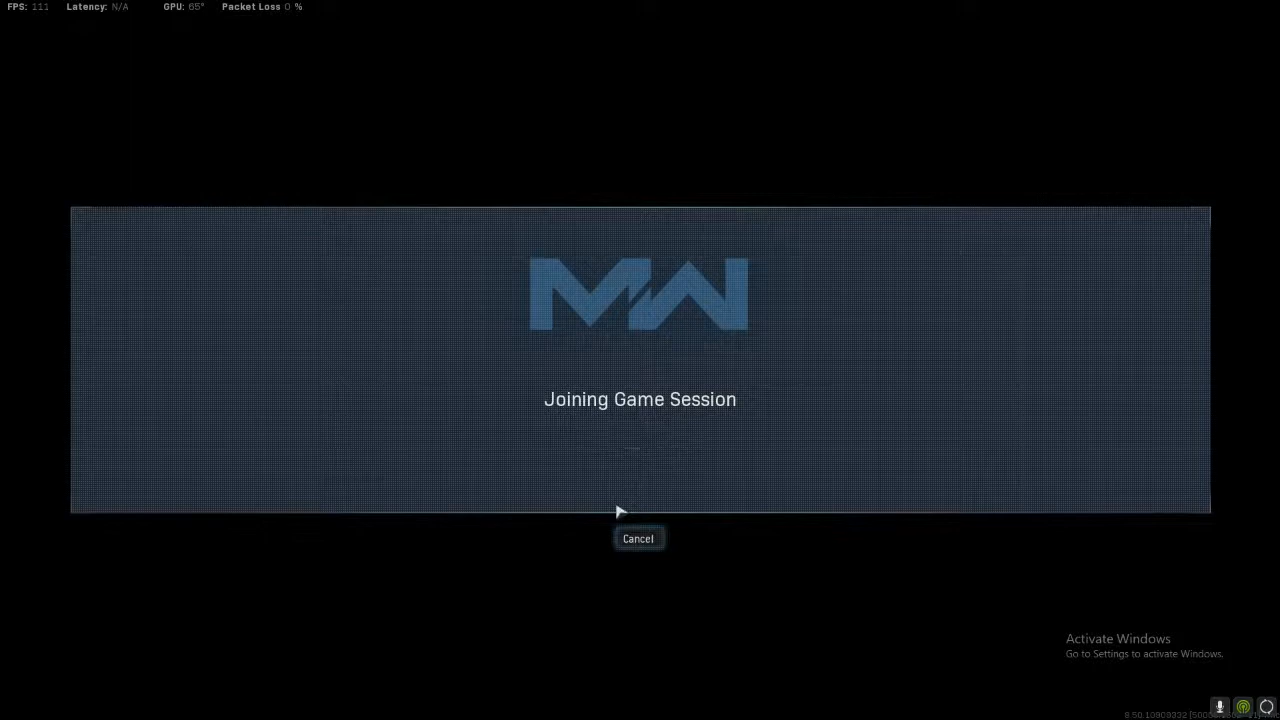 FPS: 111 Latency: N/A GPU: 65° Packet Loss 0 %
MW
Joining Game Session
Cancel
Activate Windows
Go to Settings to activate Windows.